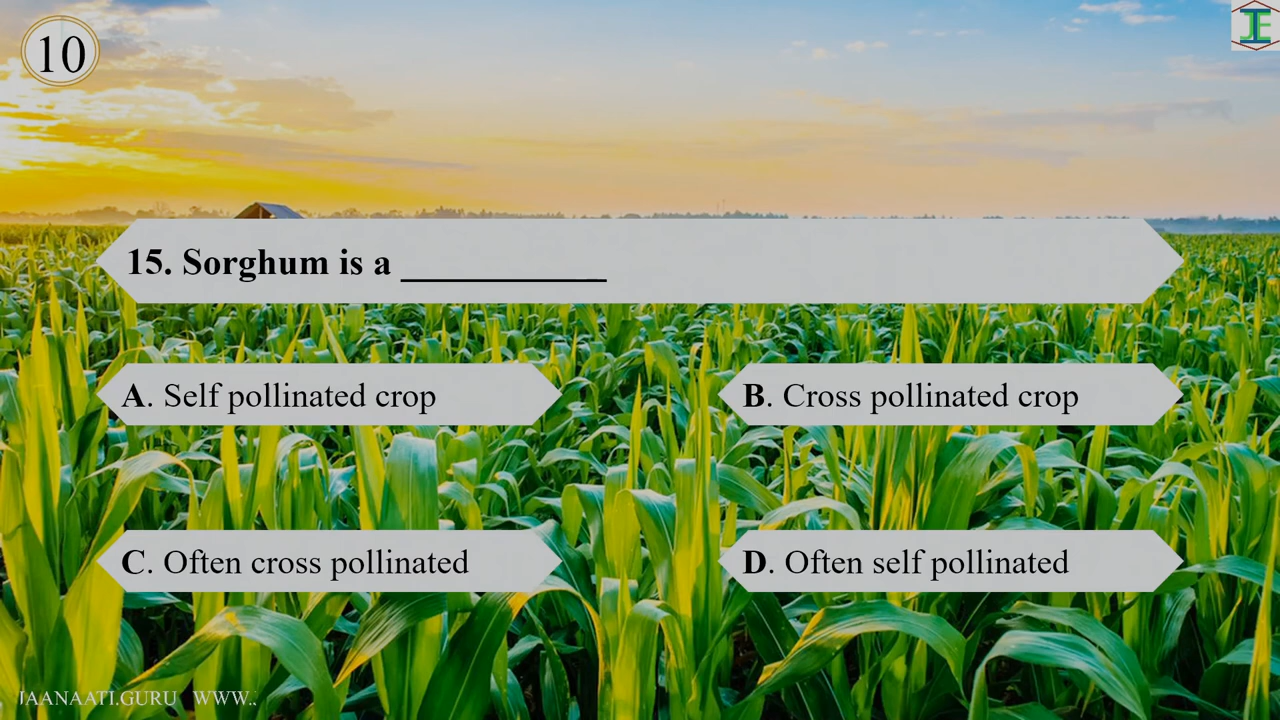 10
JE
15. Sorghum is a ___________
A. Self pollinated crop
B. Cross pollinated crop
C. Often cross pollinated
D. Often self pollinated
JAANAATI.GURU WWW.